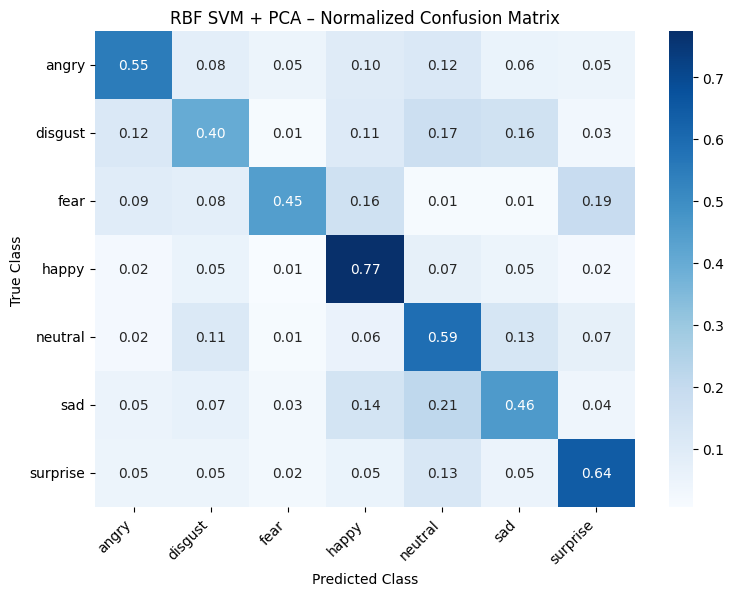 RBF SVM + PCA – Normalized Confusion Matrix
True Class
angry 0.55 0.08 0.05 0.10 0.12 0.06 0.05
disgust 0.12 0.40 0.01 0.11 0.17 0.16 0.03
fear 0.09 0.08 0.45 0.16 0.01 0.01 0.19
happy 0.02 0.05 0.01 0.77 0.07 0.05 0.02
neutral 0.02 0.11 0.01 0.06 0.59 0.13 0.07
sad 0.05 0.07 0.03 0.14 0.21 0.46 0.04
surprise 0.05 0.05 0.02 0.05 0.13 0.05 0.64
angry disgust fear happy neutral sad surprise
Predicted Class
0.7
0.6
0.5
0.4
0.3
0.2
0.1